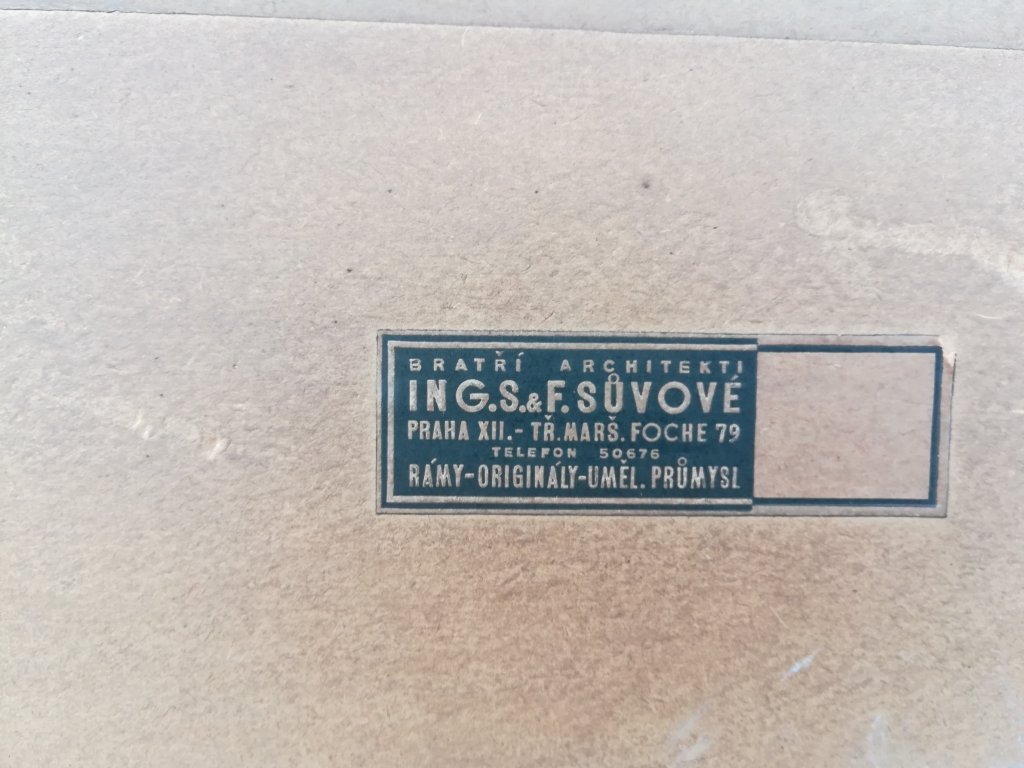 BRATŘÍ ARCHITEKTI
ING.S.&F.SŮVOVÉ
PRAHA XII.- TŘ.MARŠ.FOCHE 79
TELEFON 50676
RÁMY-ORIGINÁLY-UMĚL.PRŮMYSL